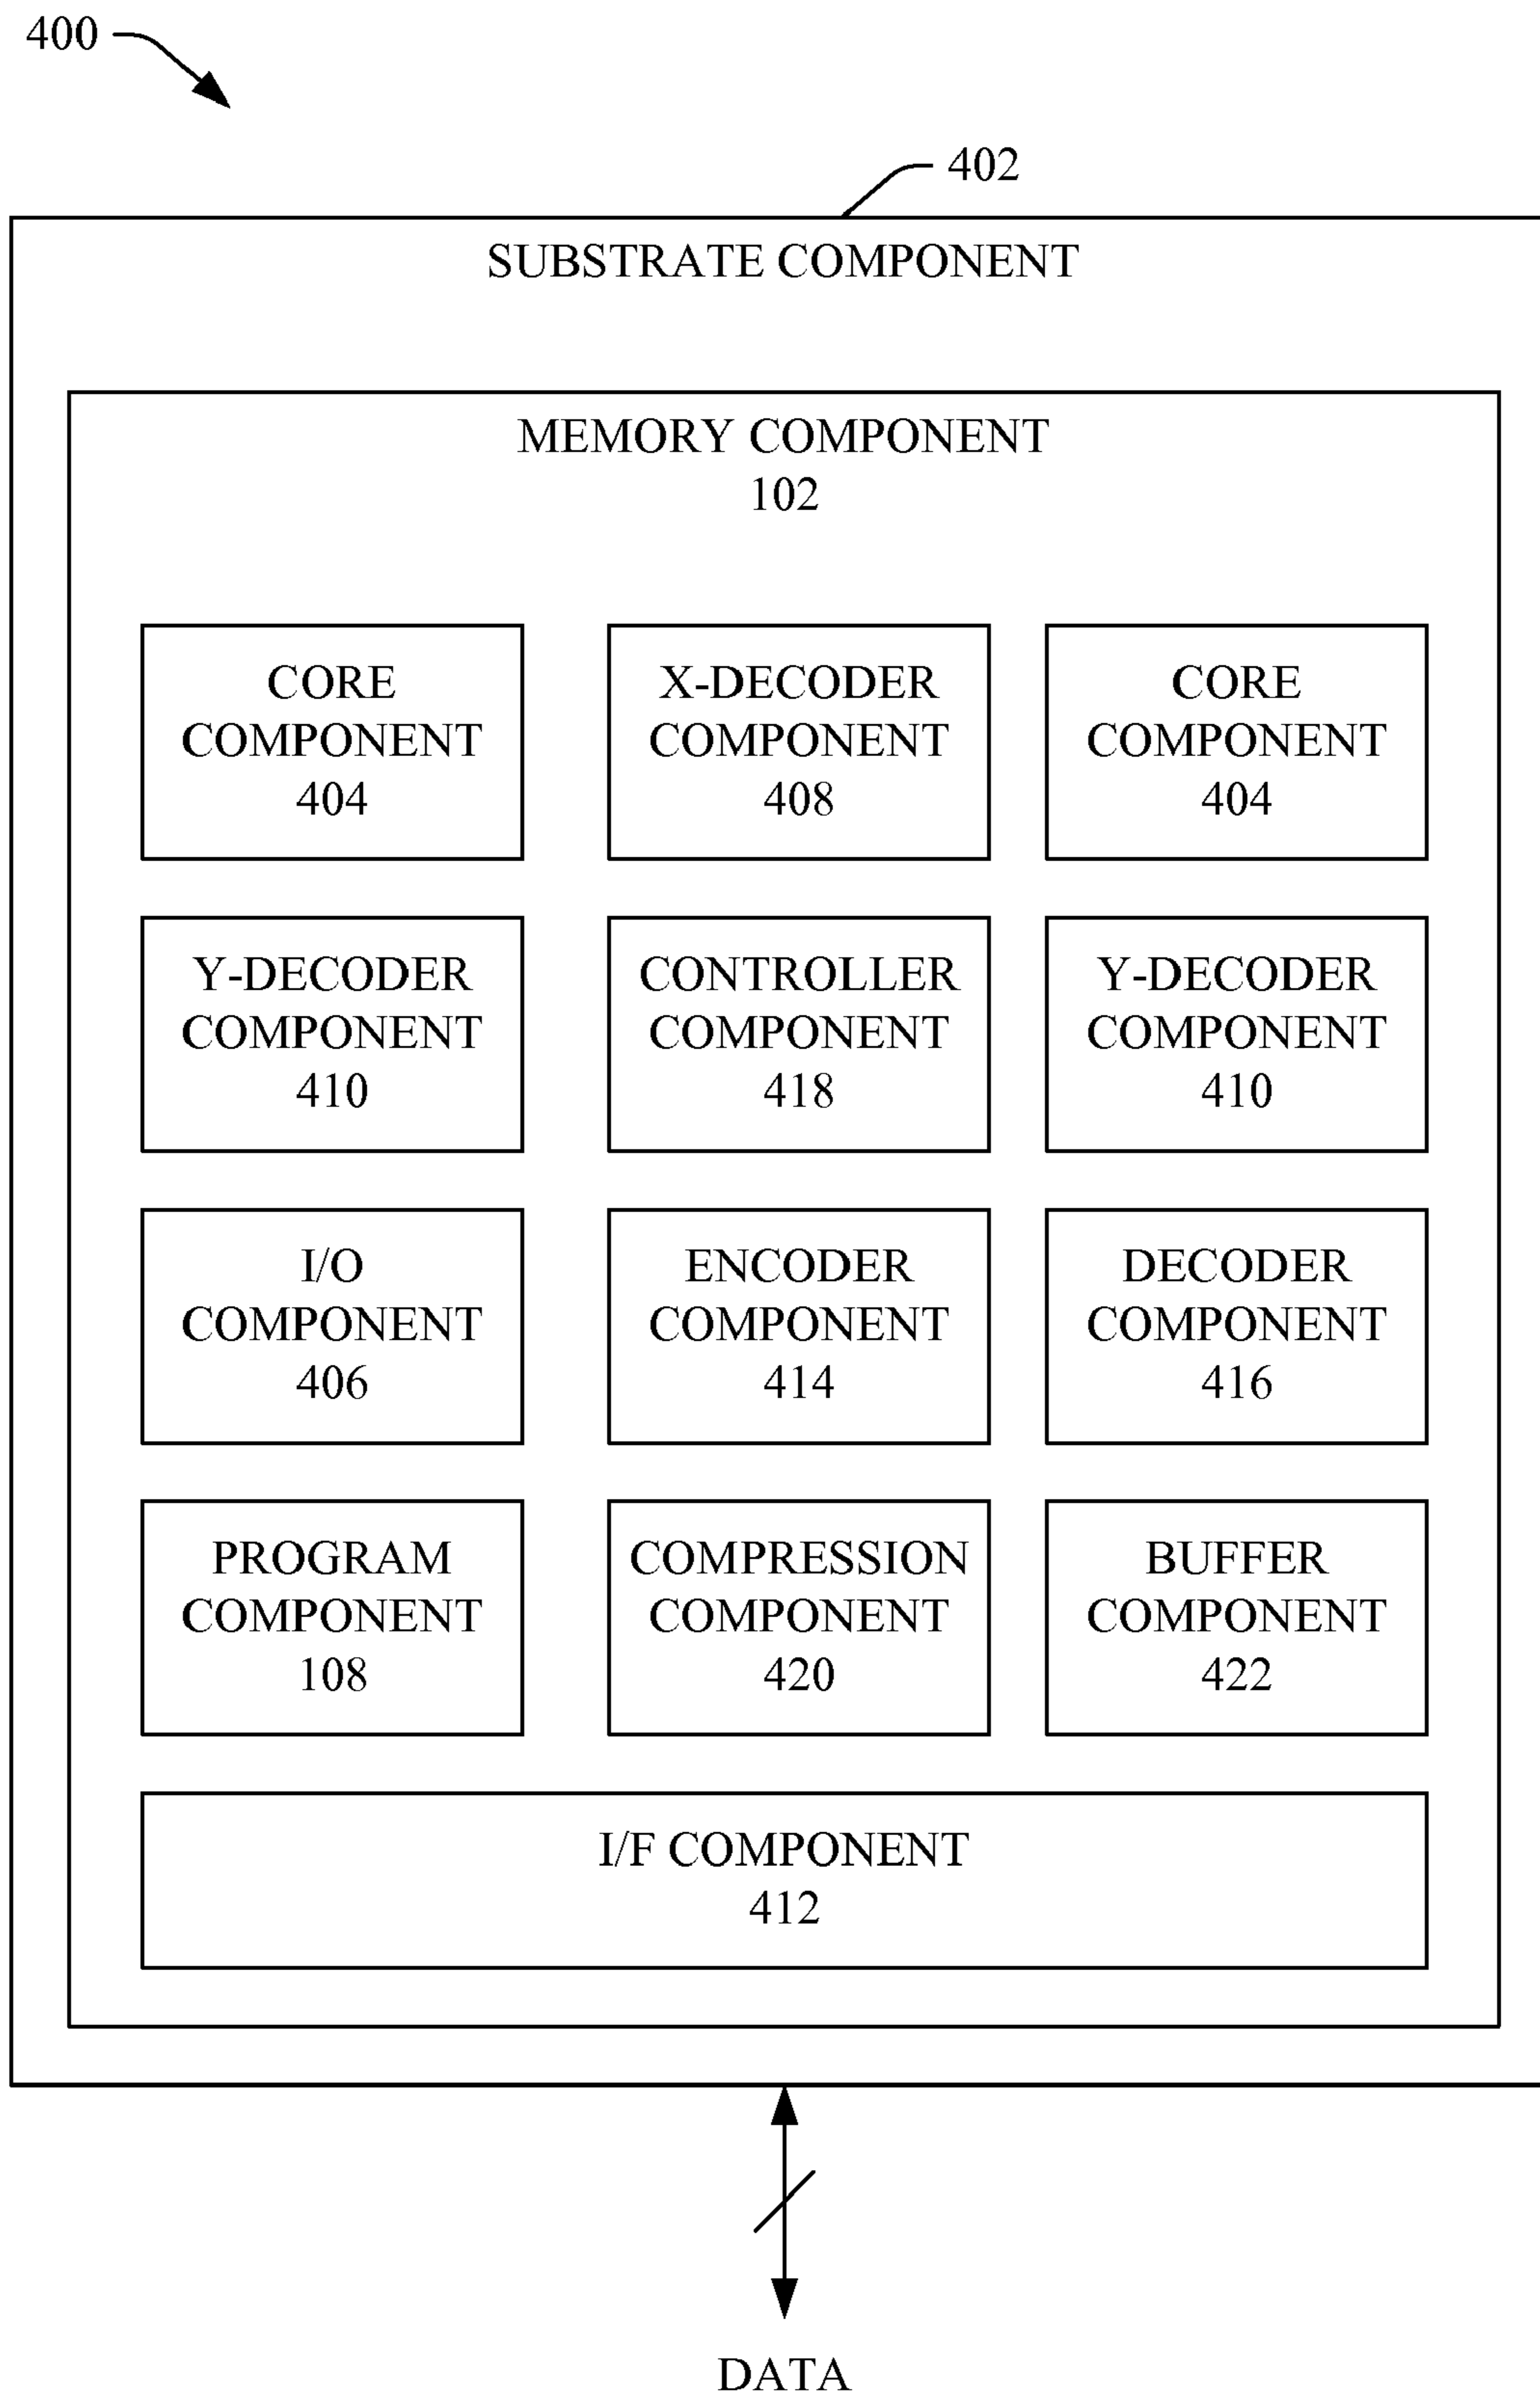 400
402
SUBSTRATE COMPONENT
MEMORY COMPONENT
102
CORE
COMPONENT
404
X-DECODER
COMPONENT
408
CORE
COMPONENT
404
Y-DECODER
COMPONENT
410
CONTROLLER
COMPONENT
418
Y-DECODER
COMPONENT
410
I/O
COMPONENT
406
ENCODER
COMPONENT
414
DECODER
COMPONENT
416
PROGRAM
COMPONENT
108
COMPRESSION
COMPONENT
420
BUFFER
COMPONENT
422
I/F COMPONENT
412
DATA